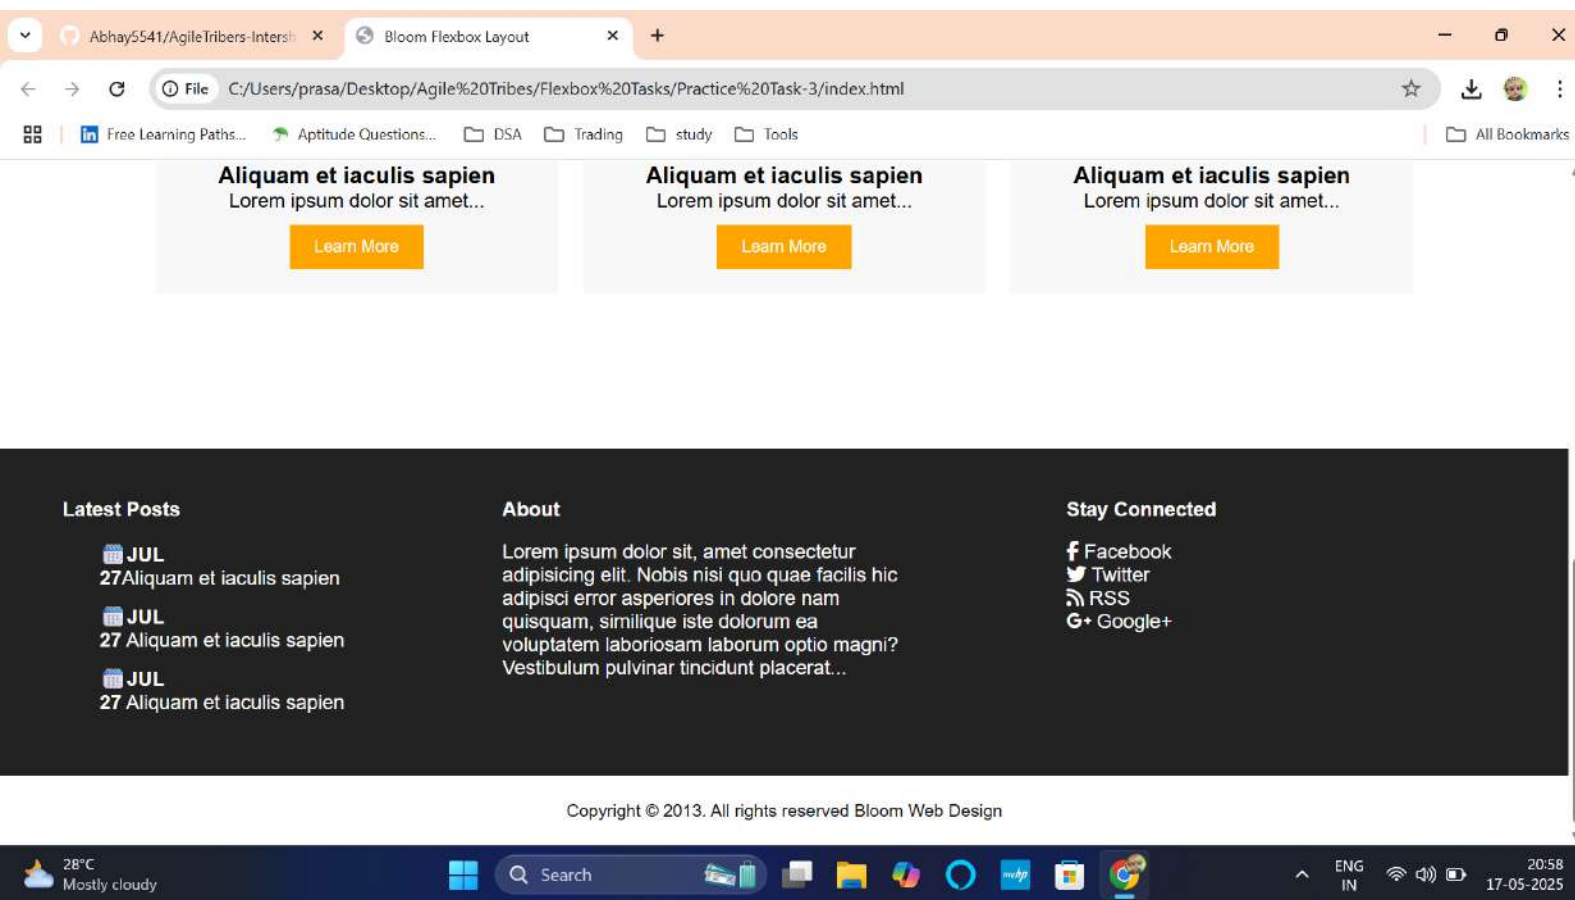 Abhay5541/AgileTribers-Intersh
Bloom Flexbox Layout
File C:/Users/prasa/Desktop/Agile%20Tribes/Flexbox%20Tasks/Practice%20Task-3/index.html
Free Learning Paths... Aptitude Questions... DSA Trading study Tools All Bookmarks
Aliquam et iaculis sapien
Lorem ipsum dolor sit amet...
Learn More
Aliquam et iaculis sapien
Lorem ipsum dolor sit amet...
Learn More
Aliquam et iaculis sapien
Lorem ipsum dolor sit amet...
Learn More
Latest Posts
JUL
27Aliquam et iaculis sapien
JUL
27 Aliquam et iaculis sapien
JUL
27 Aliquam et iaculis sapien
About
Lorem ipsum dolor sit, amet consectetur
adipisicing elit. Nobis nisi quo quae facilis hic
adipisci error asperiores in dolore nam
quisquam, similique iste dolorum ea
voluptatem laboriosam laborum optio magni?
Vestibulum pulvinar tincidunt placerat...
Stay Connected
Facebook
Twitter
RSS
G+ Google+
Copyright © 2013. All rights reserved Bloom Web Design
28°C
Mostly cloudy
Search
myhp
ENG
IN
20:58
17-05-2025